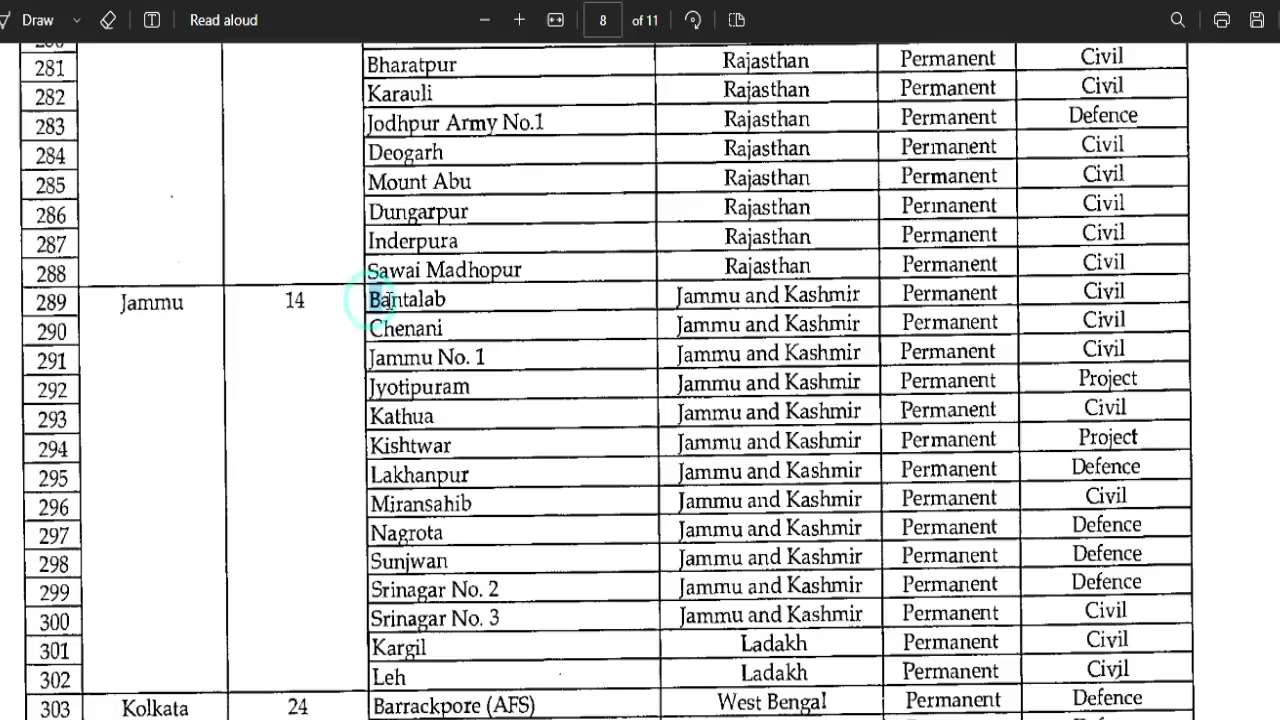 Draw Read aloud 8 of 11
281 Bharatpur Rajasthan Permanent Civil
282 Karauli Rajasthan Permanent Civil
283 Jodhpur Army No.1 Rajasthan Permanent Defence
284 Deogarh Rajasthan Permanent Civil
285 Mount Abu Rajasthan Permanent Civil
286 Dungarpur Rajasthan Permanent Civil
287 Inderpura Rajasthan Permanent Civil
288 Sawai Madhopur Rajasthan Permanent Civil
289 Jammu 14 Bantalab Jammu and Kashmir Permanent Civil
290 Chenani Jammu and Kashmir Permanent Civil
291 Jammu No. 1 Jammu and Kashmir Permanent Civil
292 Jyotipuram Jammu and Kashmir Permanent Project
293 Kathua Jammu and Kashmir Permanent Civil
294 Kishtwar Jammu and Kashmir Permanent Project
295 Lakhanpur Jammu and Kashmir Permanent Defence
296 Miransahib Jammu and Kashmir Permanent Civil
297 Nagrota Jammu and Kashmir Permanent Defence
298 Sunjwan Jammu and Kashmir Permanent Defence
299 Srinagar No. 2 Jammu and Kashmir Permanent Defence
300 Srinagar No. 3 Jammu and Kashmir Permanent Civil
301 Kargil Ladakh Permanent Civil
302 Leh Ladakh Permanent Civil
303 Kolkata 24 Barrackpore (AFS) West Bengal Permanent Defence